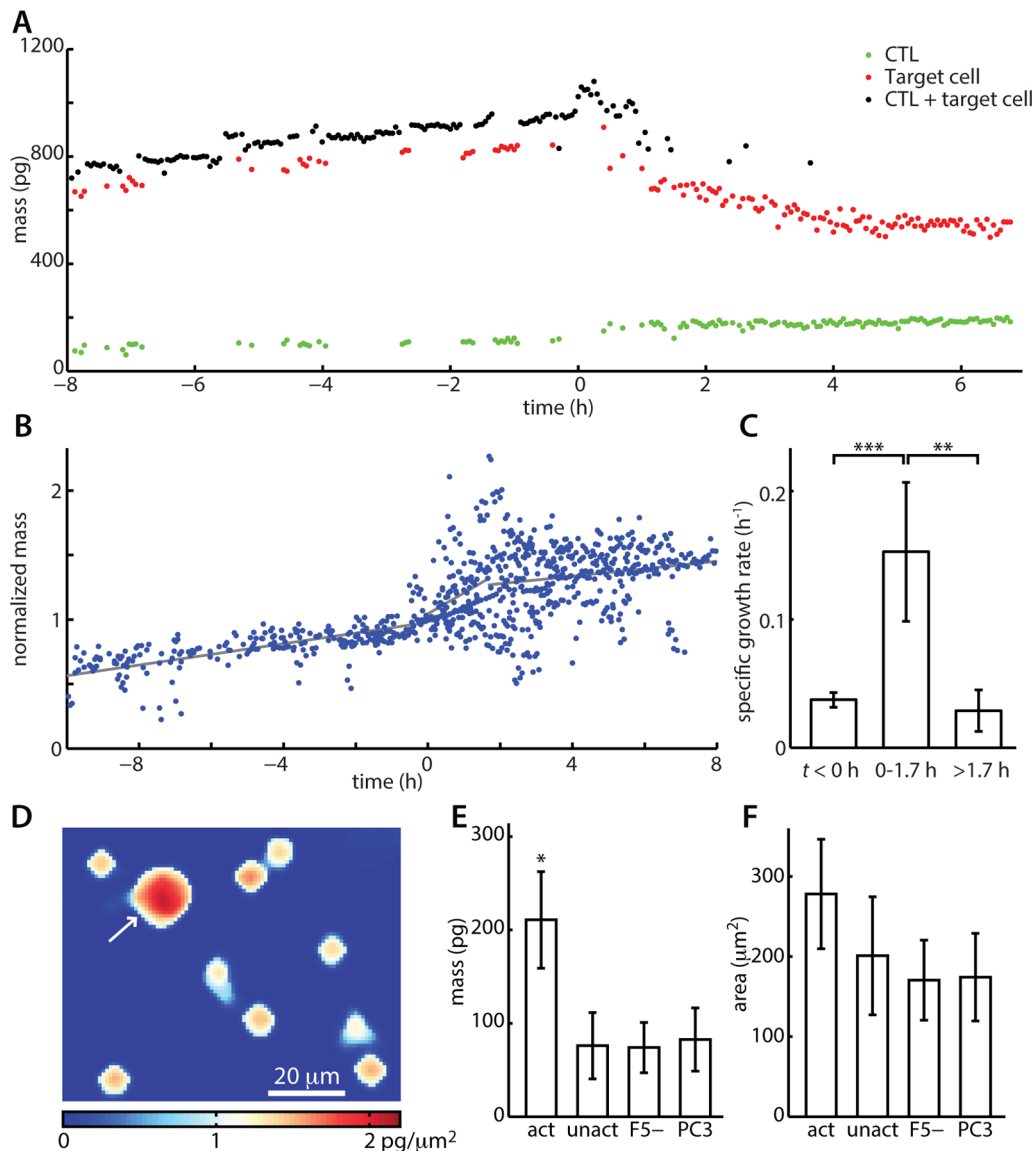 A
1200
800
400
0
mass (pg)
CTL
Target cell
CTL + target cell
−8
−6
−4
−2
0
2
4
6
time (h)
B
2
1
0
normalized mass
−8
−4
0
4
8
time (h)
C
***
**
0.2
0.1
0
specific growth rate (h-1)
t < 0 h
0-1.7 h
>1.7 h
D
20 μm
0
1
2 pg/μm2
E
300
200
100
0
mass (pg)
*
act
unact
F5−
PC3
F
300
200
100
0
area (μm2)
act
unact
F5−
PC3